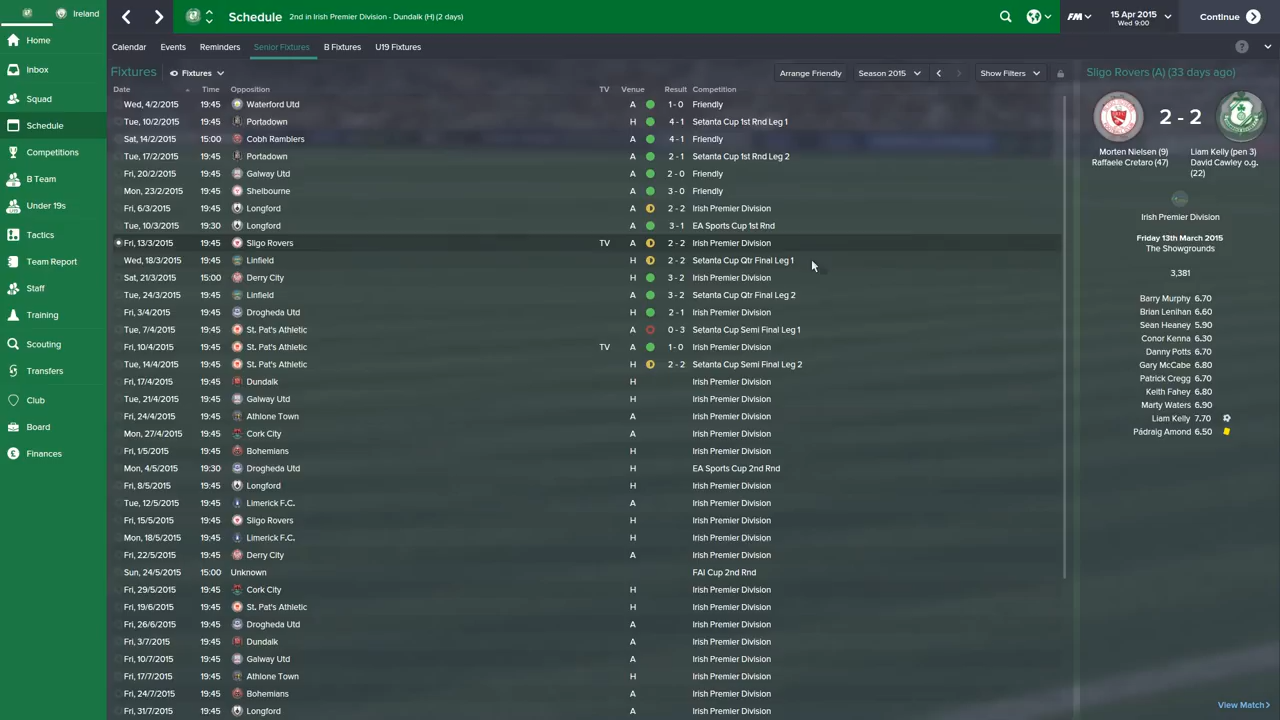 Ireland
Schedule
2nd in Irish Premier Division - Dundalk (H) (2 days)
FM
15 Apr 2015
Wed 9:00
Continue
Home
Inbox
Squad
Schedule
Competitions
B Team
Under 19s
Tactics
Team Report
Staff
Training
Scouting
Transfers
Club
Board
Finances
Calendar Events Reminders Senior Fixtures B Fixtures U19 Fixtures
?
Fixtures Fixtures Arrange Friendly Season 2015 Show Filters
Date Time Opposition TV Venue Result Competition
Wed, 4/2/2015 19:45 Waterford Utd A 1 - 0 Friendly
Tue, 10/2/2015 19:45 Portadown H 4 - 1 Setanta Cup 1st Rnd Leg 1
Sat, 14/2/2015 15:00 Cobh Ramblers A 4 - 1 Friendly
Tue, 17/2/2015 19:45 Portadown A 2 - 1 Setanta Cup 1st Rnd Leg 2
Fri, 20/2/2015 19:45 Galway Utd A 2 - 0 Friendly
Mon, 23/2/2015 19:45 Shelbourne A 3 - 0 Friendly
Fri, 6/3/2015 19:45 Longford A 2 - 2 Irish Premier Division
Tue, 10/3/2015 19:30 Longford A 3 - 1 EA Sports Cup 1st Rnd
Fri, 13/3/2015 19:45 Sligo Rovers TV A 2 - 2 Irish Premier Division
Wed, 18/3/2015 19:45 Linfield H 2 - 2 Setanta Cup Qtr Final Leg 1
Sat, 21/3/2015 15:00 Derry City H 3 - 2 Irish Premier Division
Tue, 24/3/2015 19:45 Linfield A 3 - 2 Setanta Cup Qtr Final Leg 2
Fri, 3/4/2015 19:45 Drogheda Utd H 2 - 1 Irish Premier Division
Tue, 7/4/2015 19:45 St. Pat's Athletic A 0 - 3 Setanta Cup Semi Final Leg 1
Fri, 10/4/2015 19:45 St. Pat's Athletic TV A 1 - 0 Irish Premier Division
Tue, 14/4/2015 19:45 St. Pat's Athletic H 2 - 2 Setanta Cup Semi Final Leg 2
Fri, 17/4/2015 19:45 Dundalk H Irish Premier Division
Tue, 21/4/2015 19:45 Galway Utd H Irish Premier Division
Fri, 24/4/2015 19:45 Athlone Town A Irish Premier Division
Mon, 27/4/2015 19:45 Cork City A Irish Premier Division
Fri, 1/5/2015 19:45 Bohemians H Irish Premier Division
Mon, 4/5/2015 19:30 Drogheda Utd H EA Sports Cup 2nd Rnd
Fri, 8/5/2015 19:45 Longford H Irish Premier Division
Tue, 12/5/2015 19:45 Limerick F.C. A Irish Premier Division
Fri, 15/5/2015 19:45 Sligo Rovers H Irish Premier Division
Mon, 18/5/2015 19:45 Limerick F.C. H Irish Premier Division
Fri, 22/5/2015 19:45 Derry City A Irish Premier Division
Sun, 24/5/2015 15:00 Unknown FAI Cup 2nd Rnd
Fri, 29/5/2015 19:45 Cork City H Irish Premier Division
Fri, 19/6/2015 19:45 St. Pat's Athletic H Irish Premier Division
Fri, 26/6/2015 19:45 Drogheda Utd A Irish Premier Division
Fri, 3/7/2015 19:45 Dundalk A Irish Premier Division
Fri, 10/7/2015 19:45 Galway Utd A Irish Premier Division
Fri, 17/7/2015 19:45 Athlone Town H Irish Premier Division
Fri, 24/7/2015 19:45 Bohemians A Irish Premier Division
Fri, 31/7/2015 19:45 Longford A Irish Premier Division
Sligo Rovers (A) (33 days ago)
2 - 2
Morten Nielsen (9)
Raffaele Cretaro (47)
Liam Kelly (pen 3)
David Cawley o.g.
(22)
Irish Premier Division
Friday 13th March 2015
The Showgrounds
3,381
Barry Murphy 6.70
Brian Lenihan 6.60
Sean Heaney 5.90
Conor Kenna 6.30
Danny Potts 6.70
Gary McCabe 6.80
Patrick Cregg 6.70
Keith Fahey 6.80
Marty Waters 6.90
Liam Kelly 7.70
Pádraig Amond 6.50
View Match >